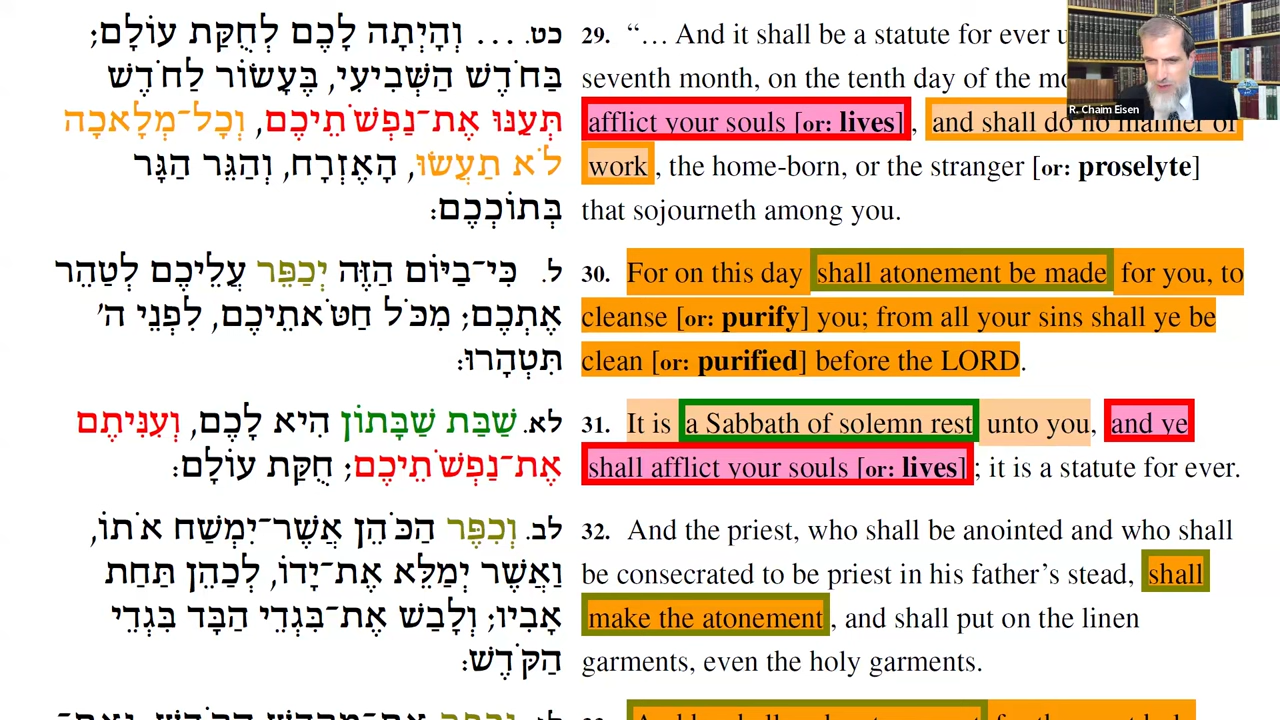 כט. ... וְהָיְתָה לָכֶם לְחֻקַּת עוֹלָם;
בַּחֹדֶשׁ הַשְּׁבִיעִי, בֶּעָשׂוֹר לַחֹדֶשׁ
תְּעַנּוּ אֶת־נַפְשֹׁתֵיכֶם, וְכָל־מְלָאכָה
לֹא תַעֲשׂוּ, הָאֶזְרָח, וְהַגֵּר הַגָּר
בְּתוֹכְכֶם:
29. “… And it shall be a statute for ever
seventh month, on the tenth day of the
afflict your souls [or: lives], and shall do no manner of
work, the home-born, or the stranger [or: proselyte]
that sojourneth among you.
R. Chaim Eisen
ל. כִּי־בַיּוֹם הַזֶּה יְכַפֵּר עֲלֵיכֶם לְטַהֵר
אֶתְכֶם; מִכֹּל חַטֹּאתֵיכֶם, לִפְנֵי ה'
תִּטְהָרוּ:
30. For on this day shall atonement be made for you, to
cleanse [or: purify] you; from all your sins shall ye be
clean [or: purified] before the LORD.
לא. שַׁבַּת שַׁבָּתוֹן הִיא לָכֶם, וְעִנִּיתֶם
אֶת־נַפְשֹׁתֵיכֶם; חֻקַּת עוֹלָם:
31. It is a Sabbath of solemn rest unto you, and ye
shall afflict your souls [or: lives]; it is a statute for ever.
לב. וְכִפֶּר הַכֹּהֵן אֲשֶׁר־יִמְשַׁח אֹתוֹ,
וַאֲשֶׁר יְמַלֵּא אֶת־יָדוֹ, לְכַהֵן תַּחַת
אָבִיו; וְלָבַשׁ אֶת־בִּגְדֵי הַבָּד בִּגְדֵי
הַקֹּדֶשׁ:
32. And the priest, who shall be anointed and who shall
be consecrated to be priest in his father’s stead, shall
make the atonement, and shall put on the linen
garments, even the holy garments.